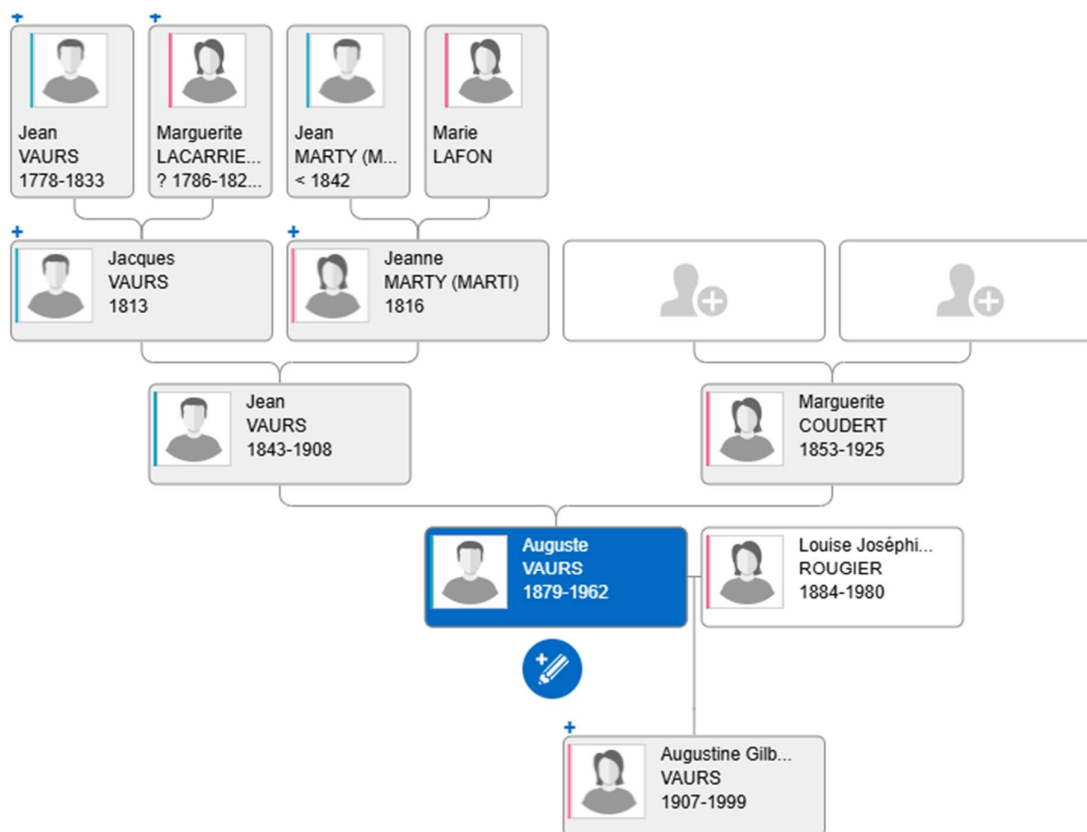 Jean
VAURS
1778-1833
Marguerite
LACARRIE...
? 1786-182...
Jean
MARTY (M...
< 1842
Marie
LAFON
Jacques
VAURS
1813
Jeanne
MARTY (MARTI)
1816
Jean
VAURS
1843-1908
Marguerite
COUDERT
1853-1925
Auguste
VAURS
1879-1962
Louise Joséphi...
ROUGIER
1884-1980
Augustine Gilb...
VAURS
1907-1999